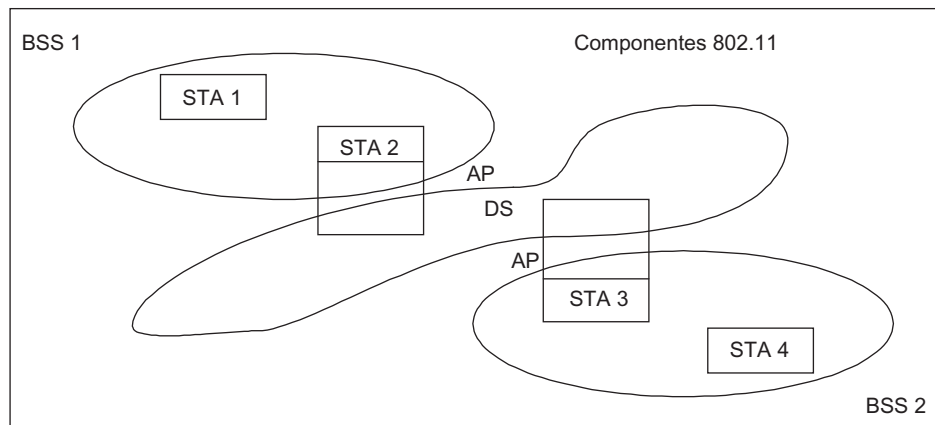 BSS 1
Componentes 802.11
STA 1
STA 2
AP
DS
AP
STA 3
STA 4
BSS 2